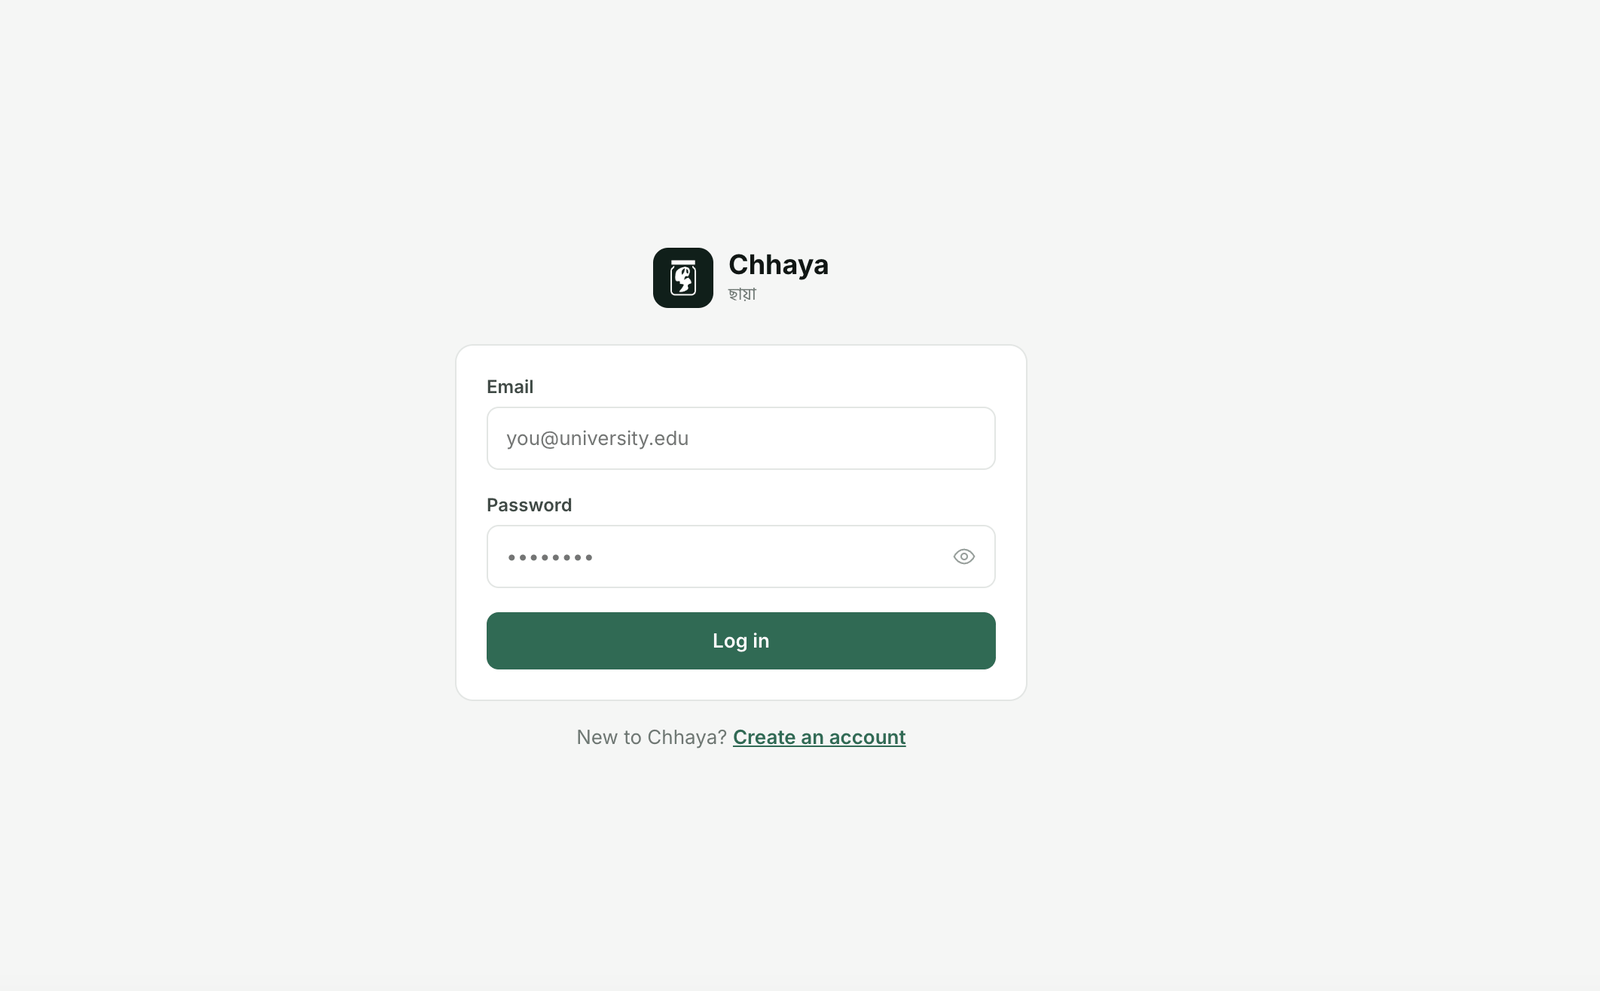 Chhaya
ছায়া
Email
you@university.edu
Password
••••••••
Log in
New to Chhaya? Create an account